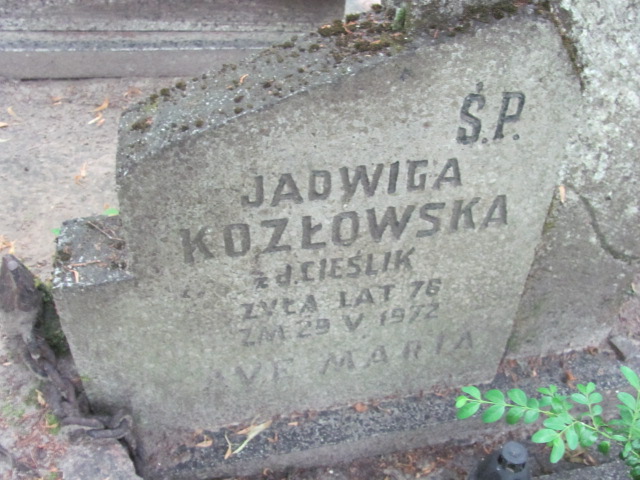 Ś.P.
JADWIGA
KOZŁOWSKA
z d. CIEŚLIK
ŻYŁA LAT 76
ZM. 29 V. 1972
AVE MARIA